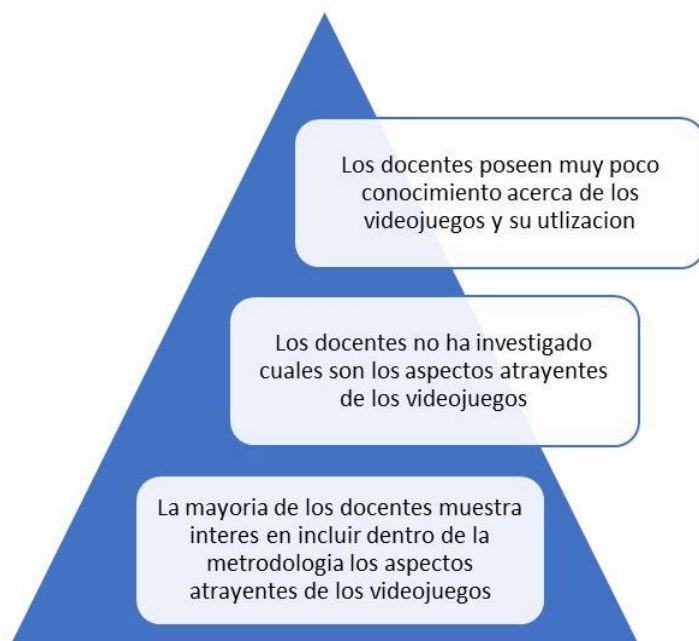 Los docentes poseen muy poco
conocimiento acerca de los
videojuegos y su utlizacion
Los docentes no ha investigado
cuales son los aspectos atrayentes
de los videojuegos
La mayoria de los docentes muestra
interes en incluir dentro de la
metrodologia los aspectos
atrayentes de los videojuegos